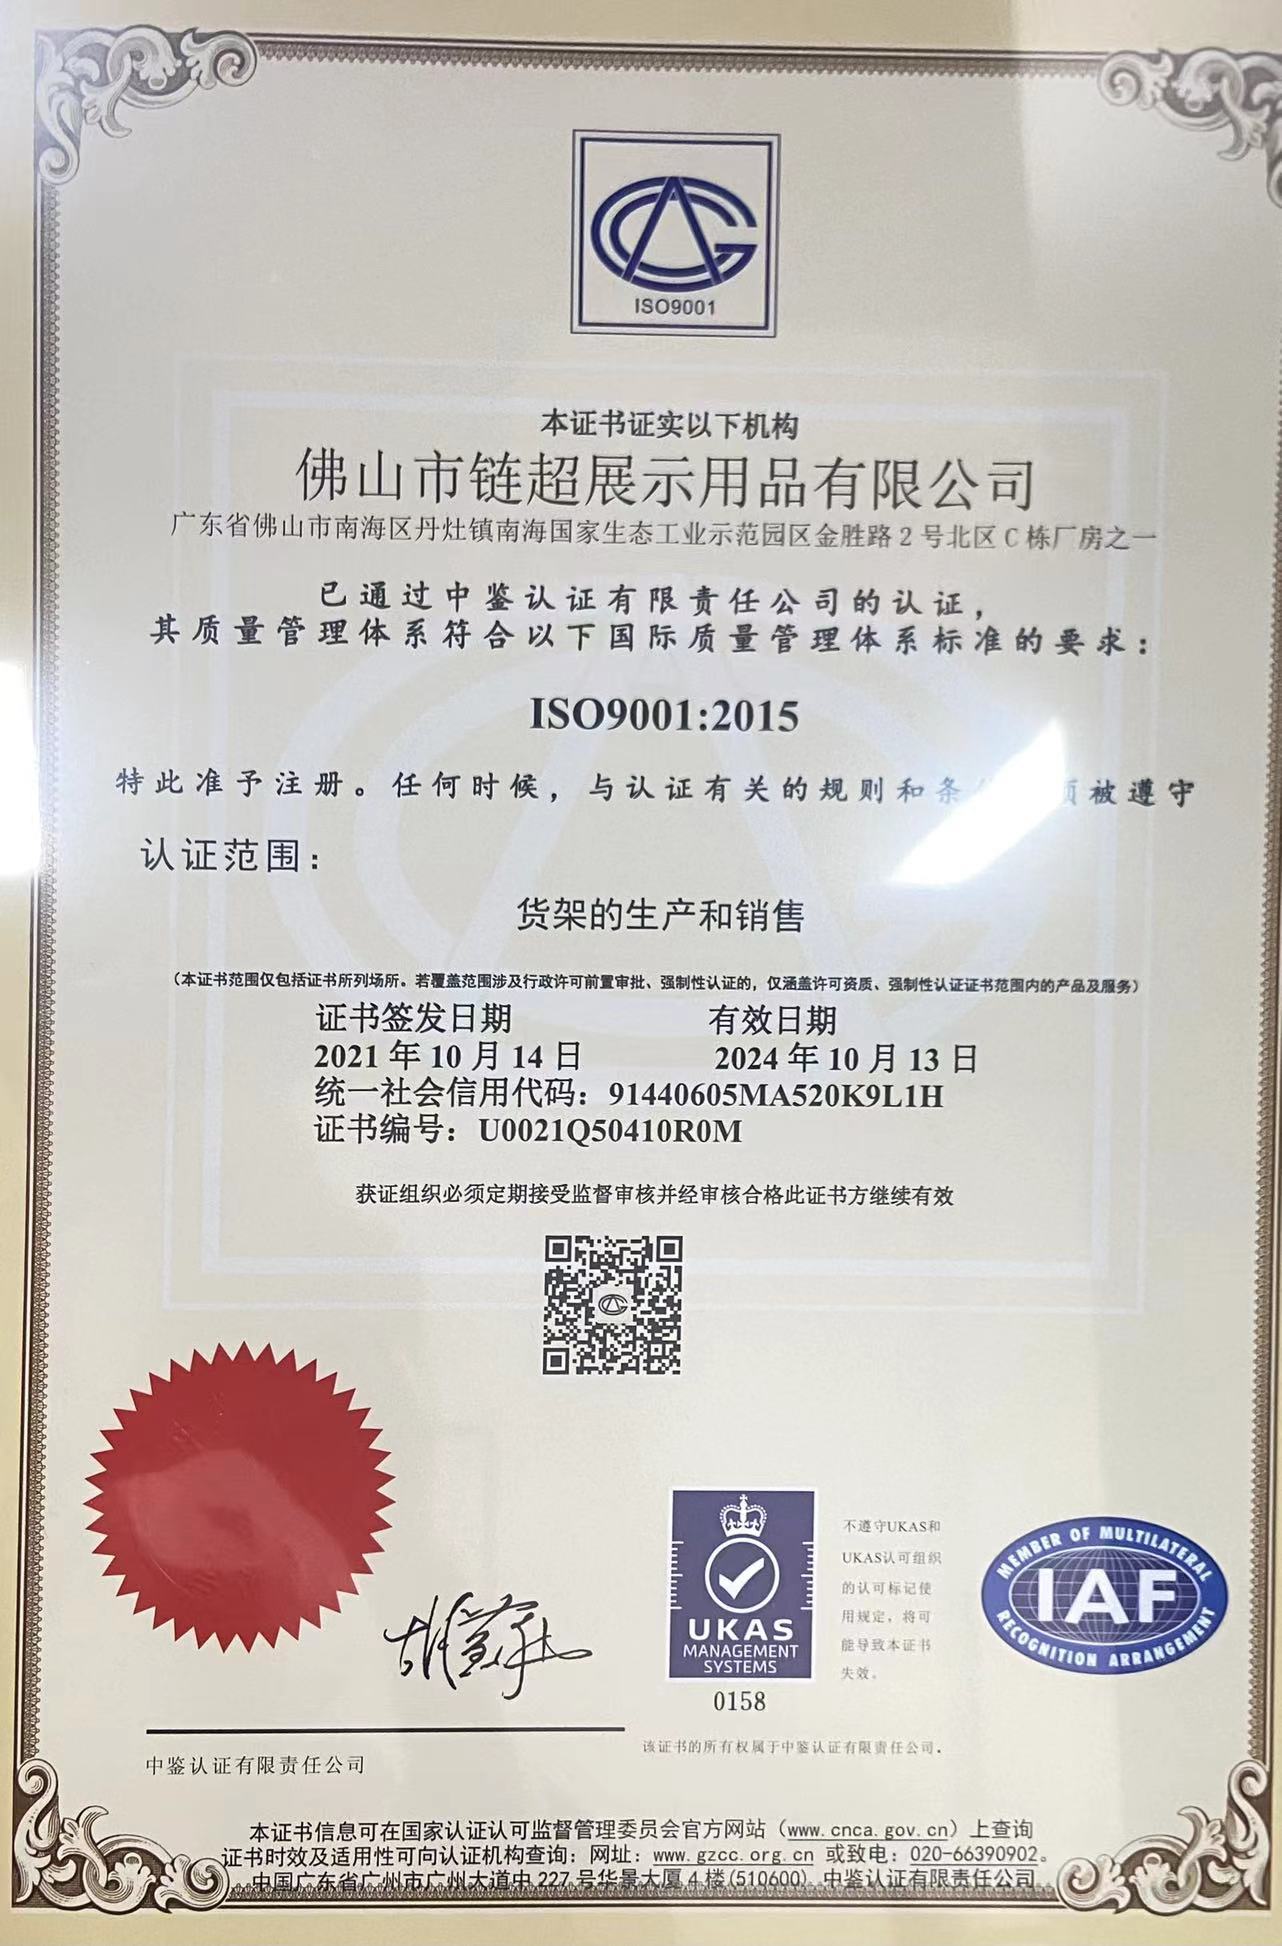 ISO9001
本证书证实以下机构
佛山市链超展示用品有限公司
广东省佛山市南海区丹灶镇南海国家生态工业示范园区金胜路2号北区C栋厂房之一
已通过中鉴认证有限责任公司的认证，
其质量管理体系符合以下国际质量管理体系标准的要求：
ISO9001:2015
特此准予注册。任何时候，与认证有关的规则和条 被遵守
认证范围：
货架的生产和销售
（本证书范围仅包括证书所列场所。若覆盖范围涉及行政许可前置审批、强制性认证的，仅涵盖许可资质、强制性认证证书范围内的产品及服务）
证书签发日期 有效日期
2021 年 10 月 14 日 2024 年 10 月 13 日
统一社会信用代码：91440605MA520K9L1H
证书编号：U0021Q50410R0M
获证组织必须定期接受监督审核并经审核合格此证书方继续有效
UKAS
MANAGEMENT
SYSTEMS
0158
不遵守UKAS和
UKAS认可组织
的认可标记使
用规定，将可
能导致本证书
失效。
MEMBER OF MULTILATERAL
IAF
RECOGNITION ARRANGEMENT
该证书的所有权属于中鉴认证有限责任公司.
中鉴认证有限责任公司
本证书信息可在国家认证认可监督管理委员会官方网站（www.cnca.gov.cn）上查询
证书时效及适用性可向认证机构查询：网址：www.gzcc.org.cn 或致电：020-66390902。
中国广东省广州市广州大道中227号华景大厦4楼(510600) 中鉴认证有限责任公司